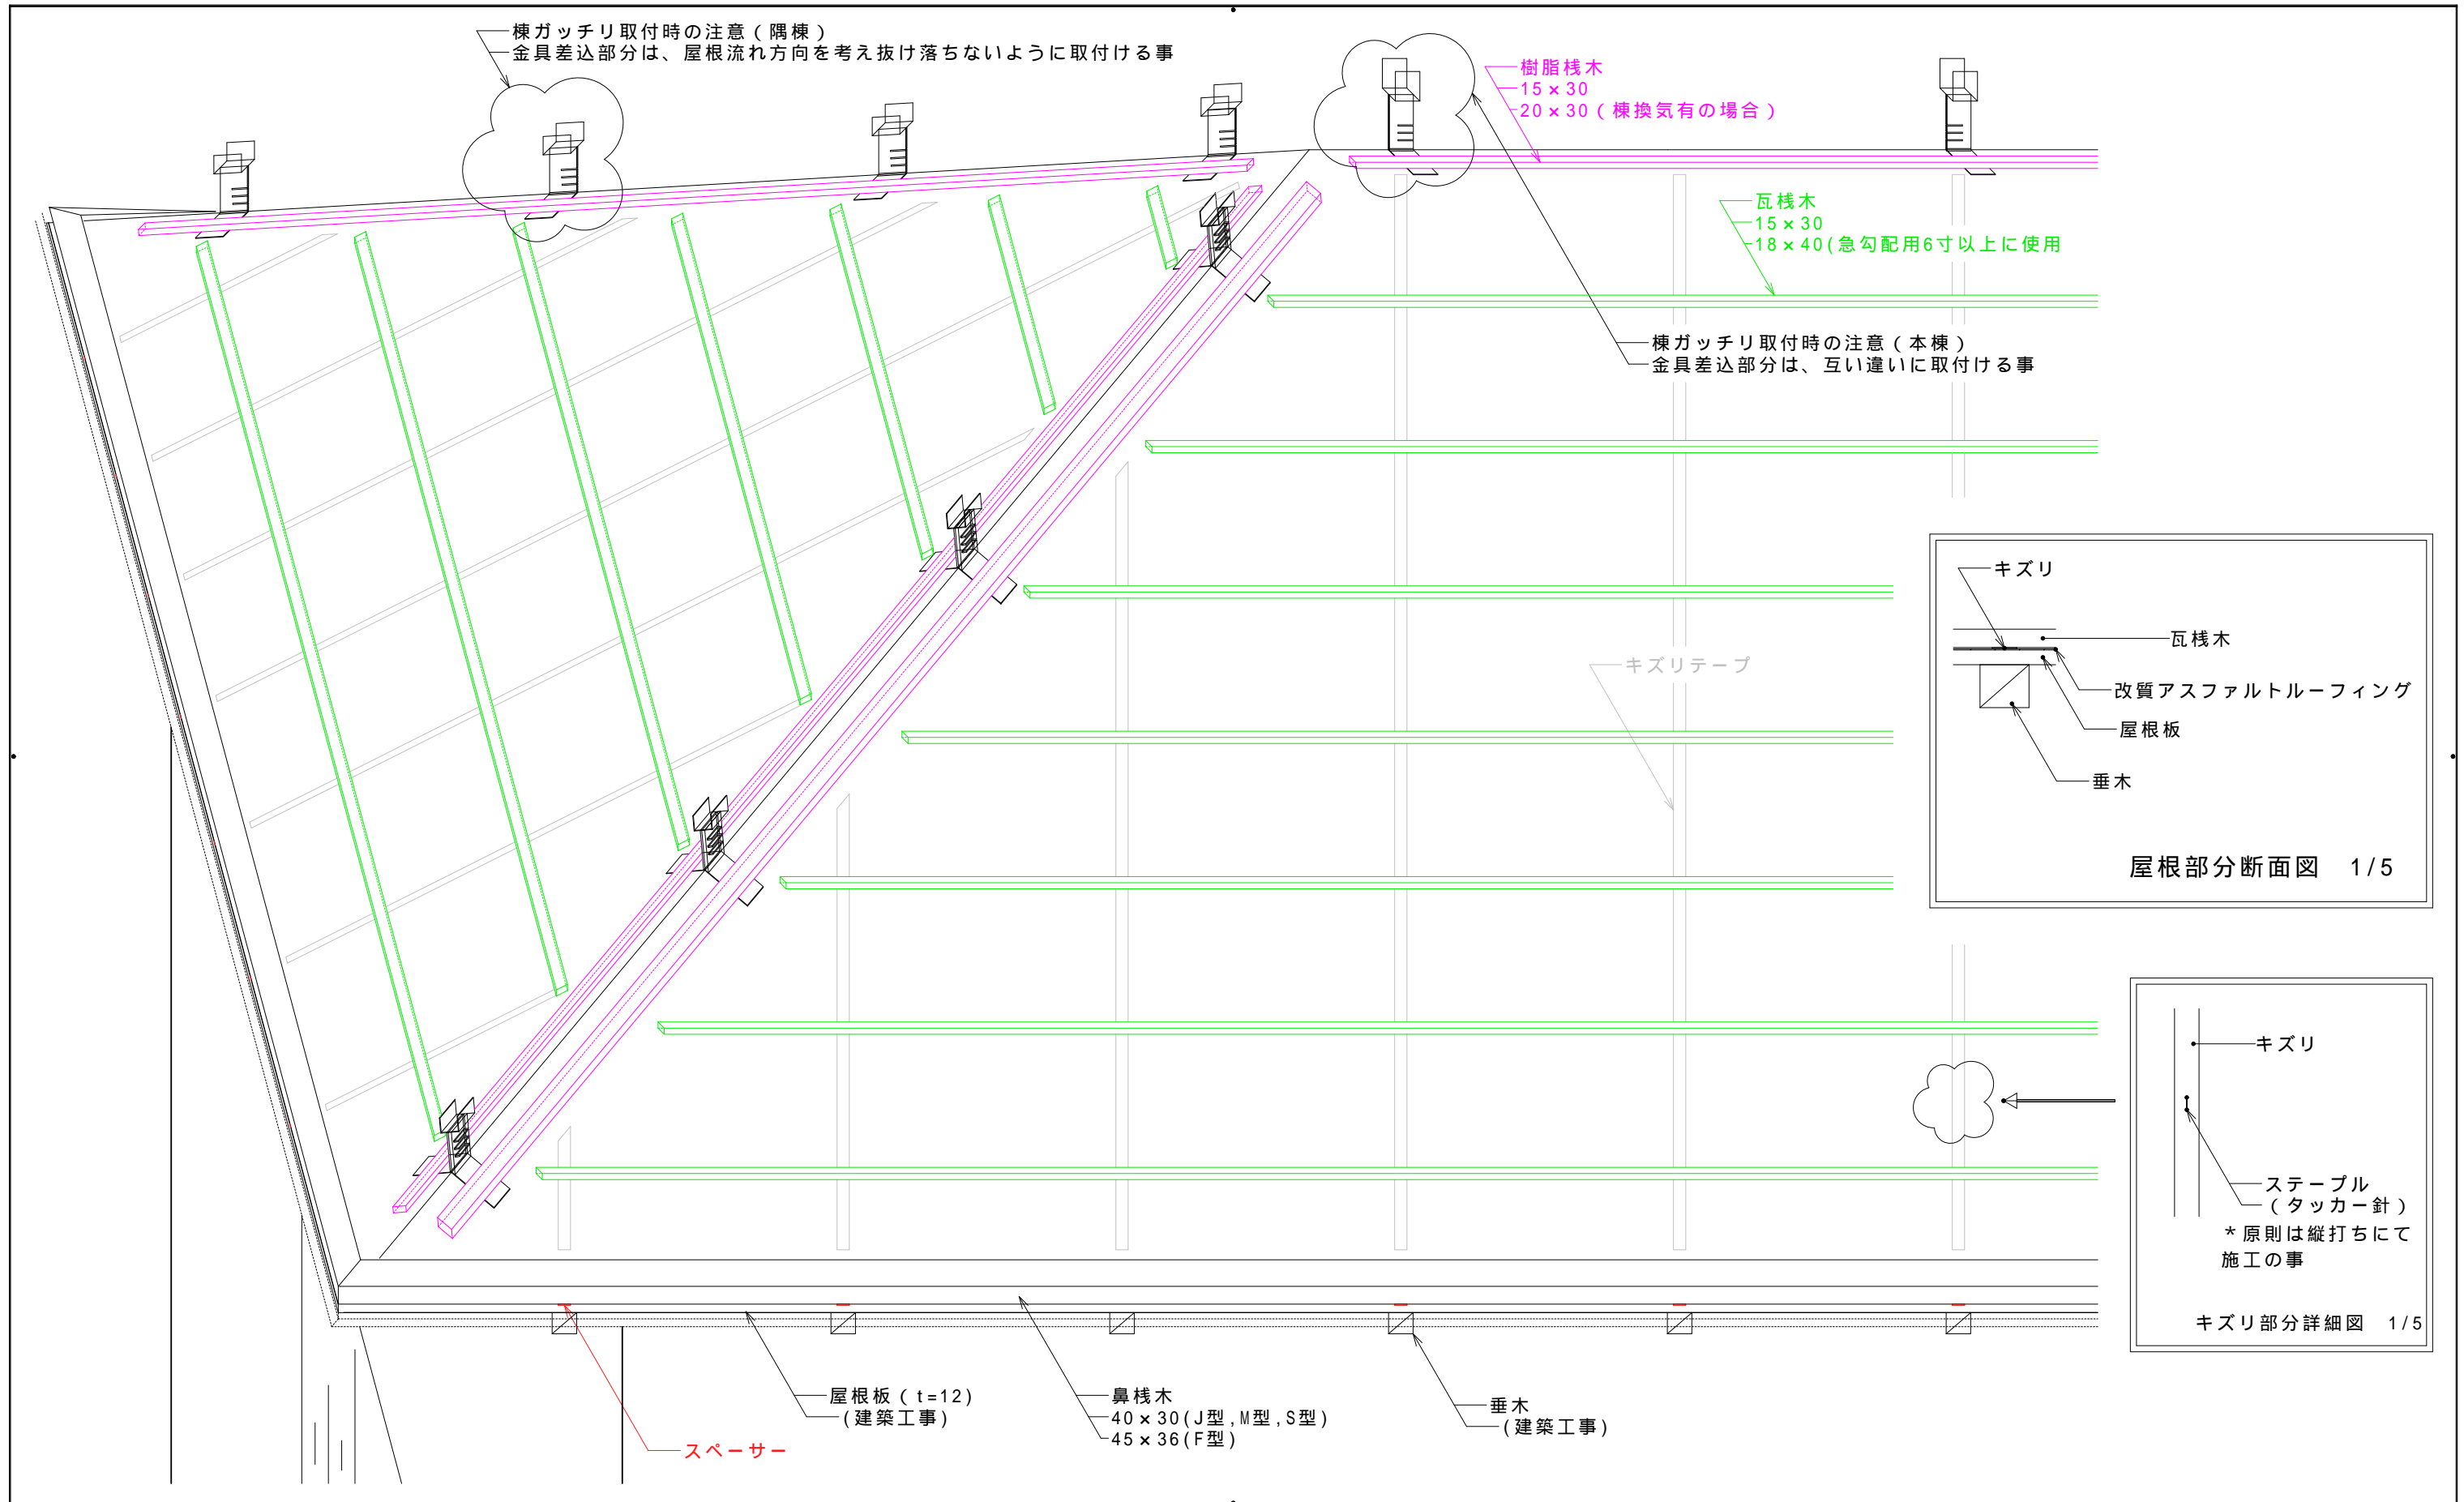 棟ガッチリ取付時の注意(隅棟)
金具差込部分は、屋根流れ方向を考え抜け落ちないように取付ける事
樹脂桟木
15×30
20×30(棟換気有の場合)
瓦桟木
15×30
18×40(急勾配用6寸以上に使用
棟ガッチリ取付時の注意(本棟)
金具差込部分は、互い違いに取付ける事
キズリテープ
キズリ
瓦桟木
改質アスファルトルーフィング
屋根板
垂木
屋根部分断面図 1/5
キズリ
ステープル
(タッカー針)
*原則は縦打ちにて
施工の事
キズリ部分詳細図 1/5
屋根板(t=12)
(建築工事)
鼻桟木
40×30(J型,M型,S型)
45×36(F型)
垂木
(建築工事)
スペーサー